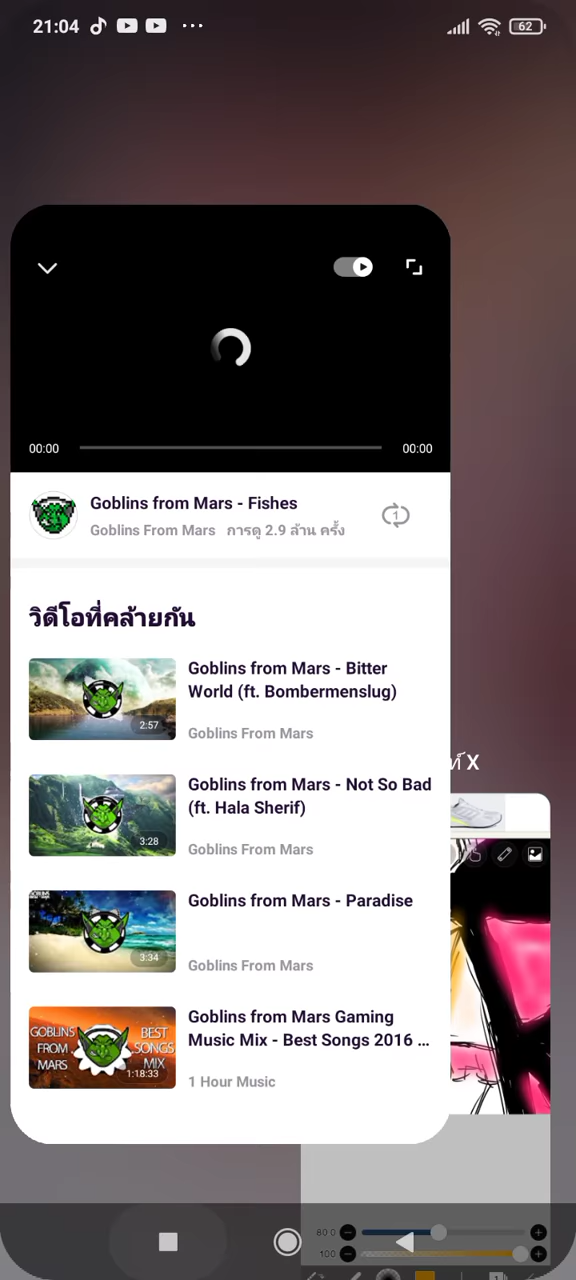 21:04
62
00:00
00:00
Goblins from Mars - Fishes
Goblins From Mars การดู 2.9 ล้าน ครั้ง
1
วิดีโอที่คล้ายกัน
Goblins from Mars - Bitter
World (ft. Bombermenslug)
2:57
Goblins From Mars
Goblins from Mars - Not So Bad
(ft. Hala Sherif)
3:28
Goblins From Mars
Goblins from Mars - Paradise
3:34
Goblins From Mars
GOBLINS
FROM
MARS
BEST
SONGS
MIX
1:18:33
Goblins from Mars Gaming
Music Mix - Best Songs 2016 ...
1 Hour Music
ท์ X
80.0
100